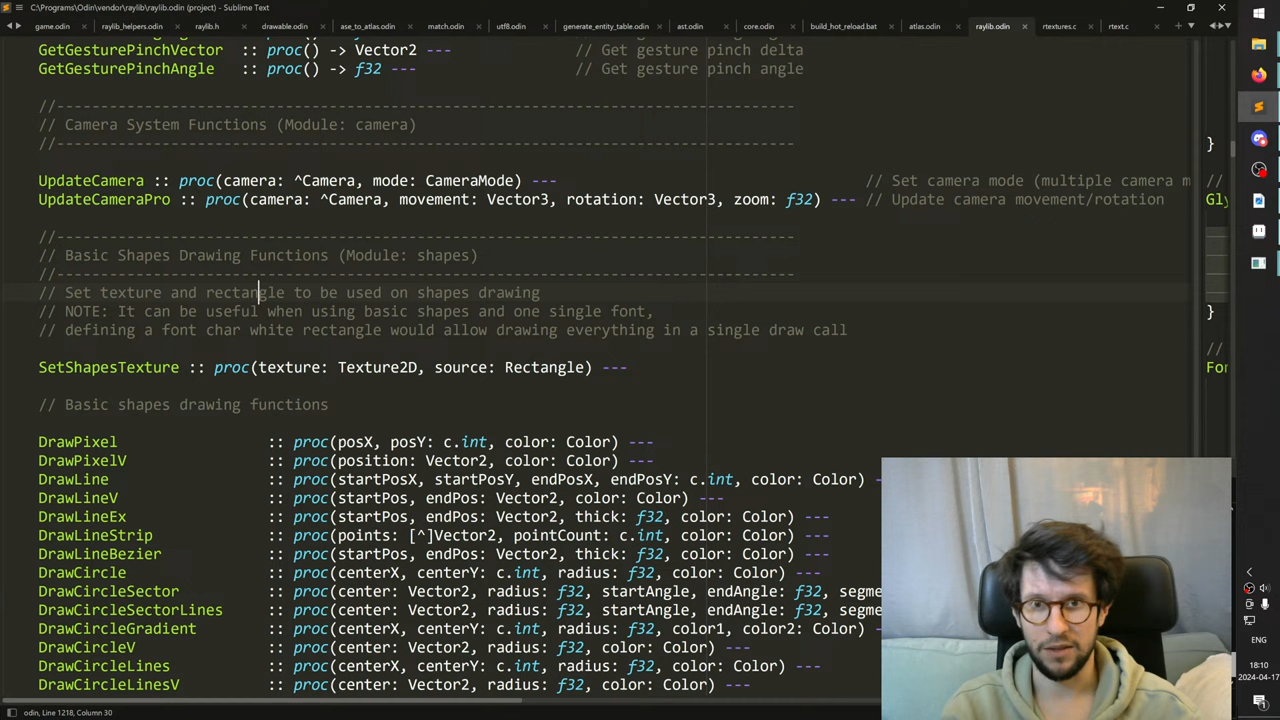 C:\Programs\Odin\vendor\raylib\raylib.odin (project) - Sublime Text
game.odin
raylib_helpers.odin
raylib.h
drawable.odin
ase_to_atlas.odin
match.odin
utf8.odin
generate_entity_table.odin
ast.odin
core.odin
build_hot_reload.bat
atlas.odin
raylib.odin
rtextures.c
rtext.c
GetGesturePinchVector :: proc() -> Vector2 --- // Get gesture pinch delta
GetGesturePinchAngle :: proc() -> f32 --- // Get gesture pinch angle
//------------------------------------------------------------------------------------
// Camera System Functions (Module: camera)
//------------------------------------------------------------------------------------
UpdateCamera :: proc(camera: ^Camera, mode: CameraMode) --- // Set camera mode (multiple camera m
UpdateCameraPro :: proc(camera: ^Camera, movement: Vector3, rotation: Vector3, zoom: f32) --- // Update camera movement/rotation
//------------------------------------------------------------------------------------
// Basic Shapes Drawing Functions (Module: shapes)
//------------------------------------------------------------------------------------
// Set texture and rectangle to be used on shapes drawing
// NOTE: It can be useful when using basic shapes and one single font,
// defining a font char white rectangle would allow drawing everything in a single draw call
SetShapesTexture :: proc(texture: Texture2D, source: Rectangle) ---
// Basic shapes drawing functions
DrawPixel :: proc(posX, posY: c.int, color: Color) ---
DrawPixelV :: proc(position: Vector2, color: Color) ---
DrawLine :: proc(startPosX, startPosY, endPosX, endPosY: c.int, color: Color) -
DrawLineV :: proc(startPos, endPos: Vector2, color: Color) ---
DrawLineEx :: proc(startPos, endPos: Vector2, thick: f32, color: Color) ---
DrawLineStrip :: proc(points: [^]Vector2, pointCount: c.int, color: Color) ---
DrawLineBezier :: proc(startPos, endPos: Vector2, thick: f32, color: Color) ---
DrawCircle :: proc(centerX, centerY: c.int, radius: f32, color: Color) ---
DrawCircleSector :: proc(center: Vector2, radius: f32, startAngle, endAngle: f32, segme
DrawCircleSectorLines :: proc(center: Vector2, radius: f32, startAngle, endAngle: f32, segme
DrawCircleGradient :: proc(centerX, centerY: c.int, radius: f32, color1, color2: Color) -
DrawCircleV :: proc(center: Vector2, radius: f32, color: Color) ---
DrawCircleLines :: proc(centerX, centerY: c.int, radius: f32, color: Color) ---
DrawCircleLinesV :: proc(center: Vector2, radius: f32, color: Color) ---
}
//
Gly
}
//
Fon
odin, Line 1218, Column 30
ENG
18:10
2024-04-17